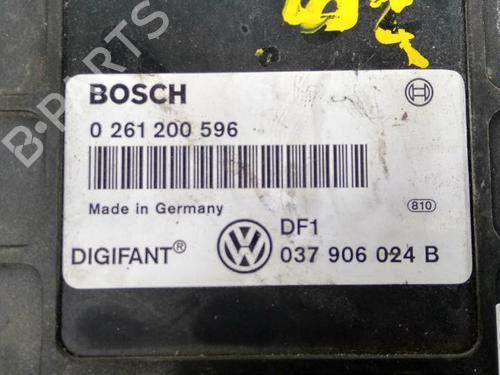 BOSCH
0 261 200 596
Made in Germany
810
DIGIFANT®
DF1
037 906 024 B
B-PARTS